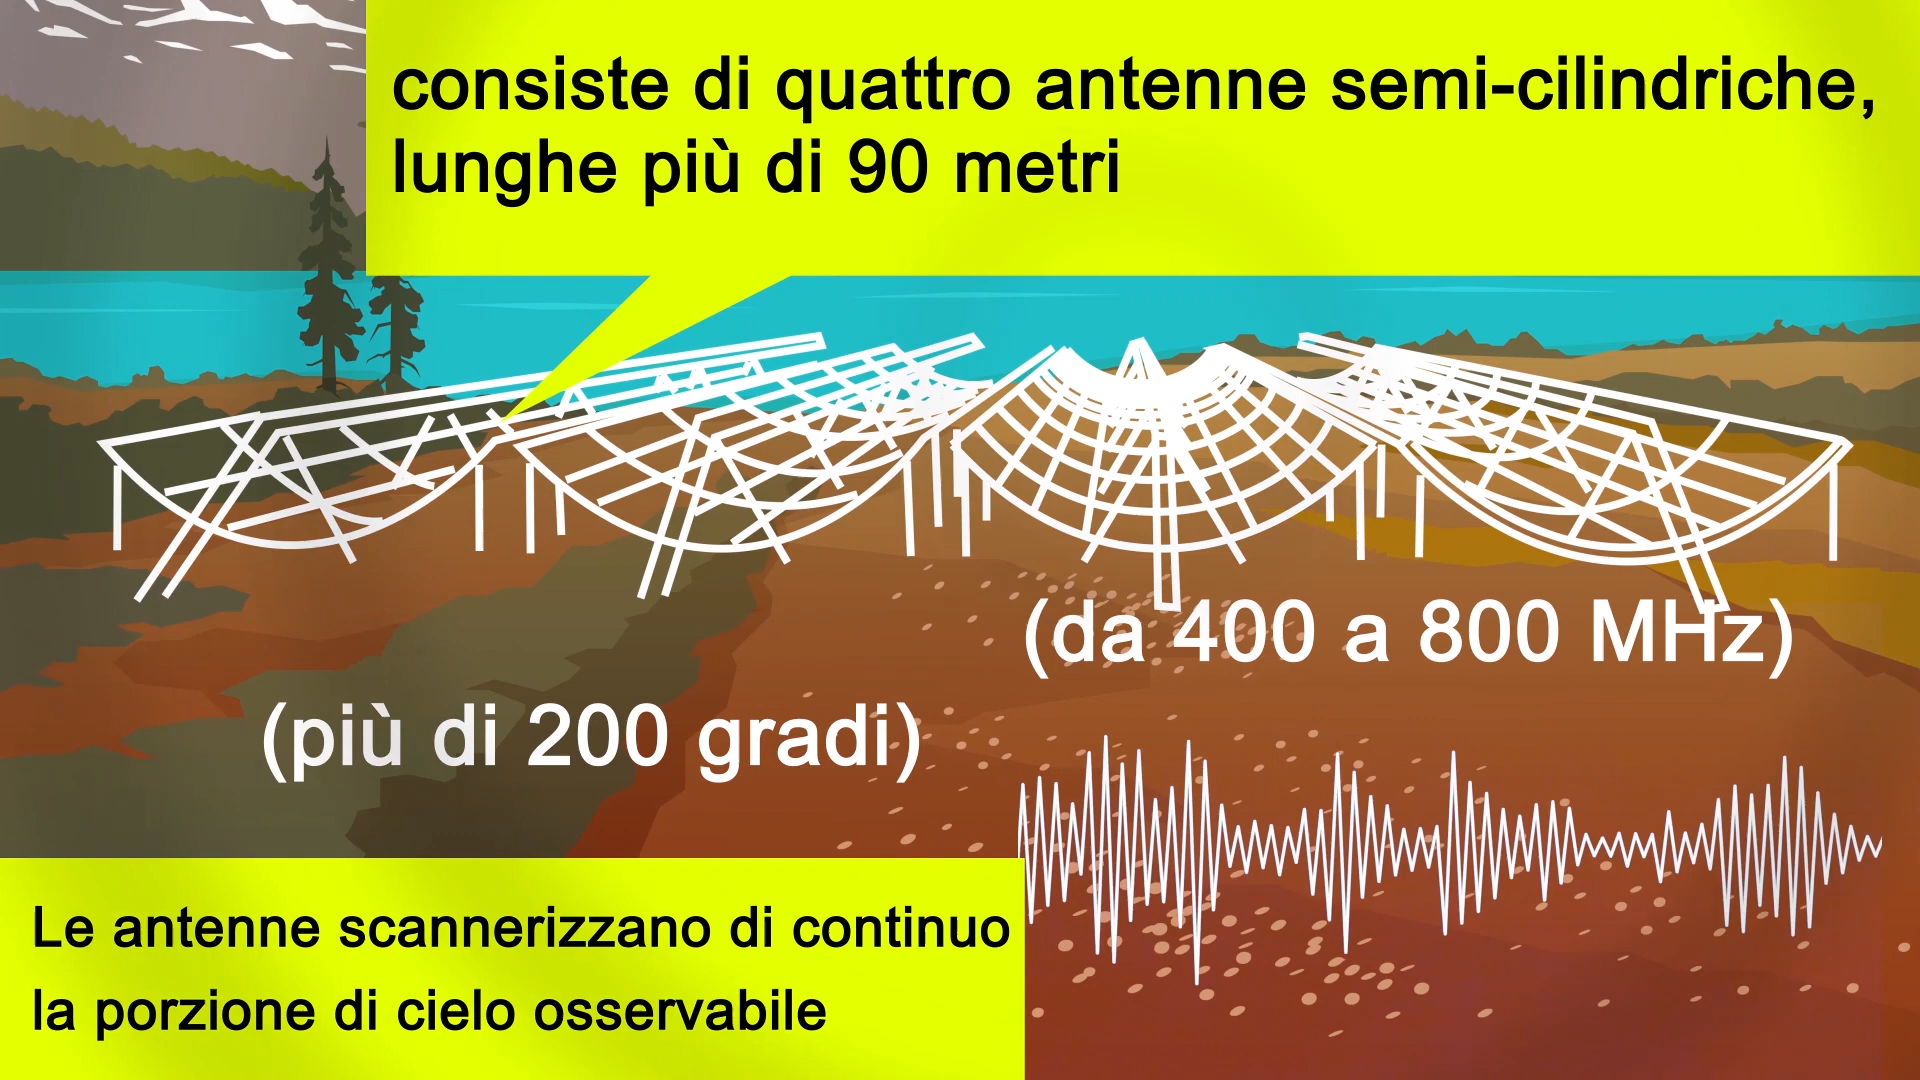 consiste di quattro antenne semi-cilindriche,
lunghe più di 90 metri
(da 400 a 800 MHz)
(più di 200 gradi)
Le antenne scannerizzano di continuo
la porzione di cielo osservabile